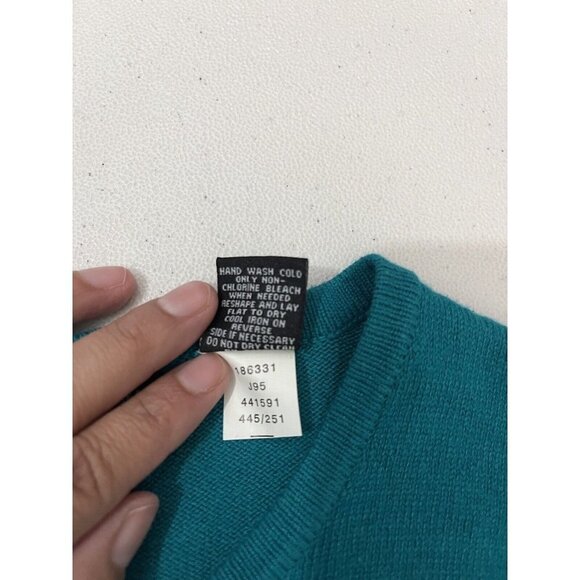 HAND WASH COLD
ONLY NON-
CHLORINE BLEACH
WHEN NEEDED
RESHAPE AND LAY
FLAT TO DRY
COOL IRON ON
REVERSE
SIDE IF NECESSARY
DO NOT DRY CLEAN
186331
J95
441591
445/251